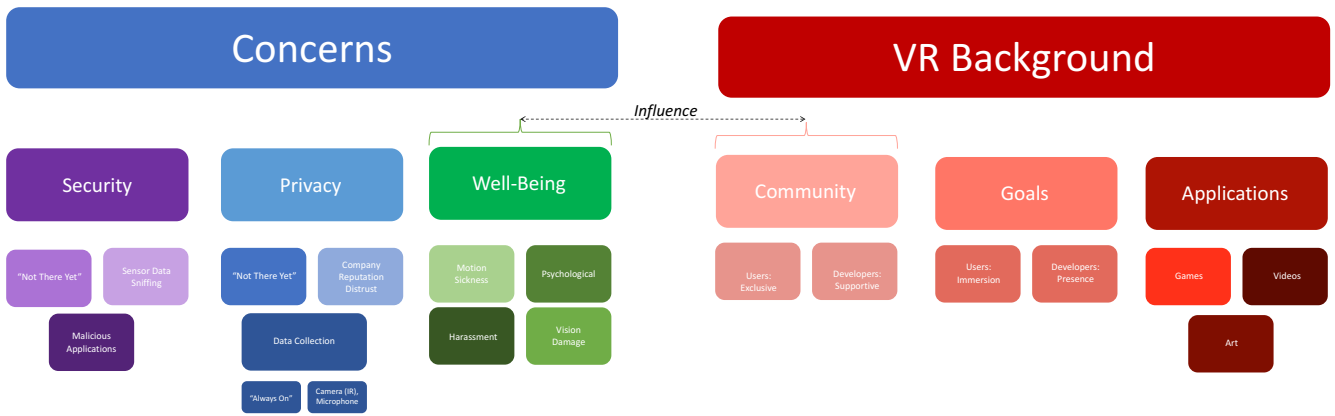 Concerns
VR Background
Influence
Security
Privacy
Well-Being
Community
Goals
Applications
“Not There Yet”
Sensor Data
Sniffing
Malicious
Applications
“Not There Yet”
Company
Reputation
Distrust
Data Collection
“Always On”
Camera (IR),
Microphone
Motion
Sickness
Psychological
Harassment
Vision
Damage
Users:
Exclusive
Developers:
Supportive
Users:
Immersion
Developers:
Presence
Games
Videos
Art